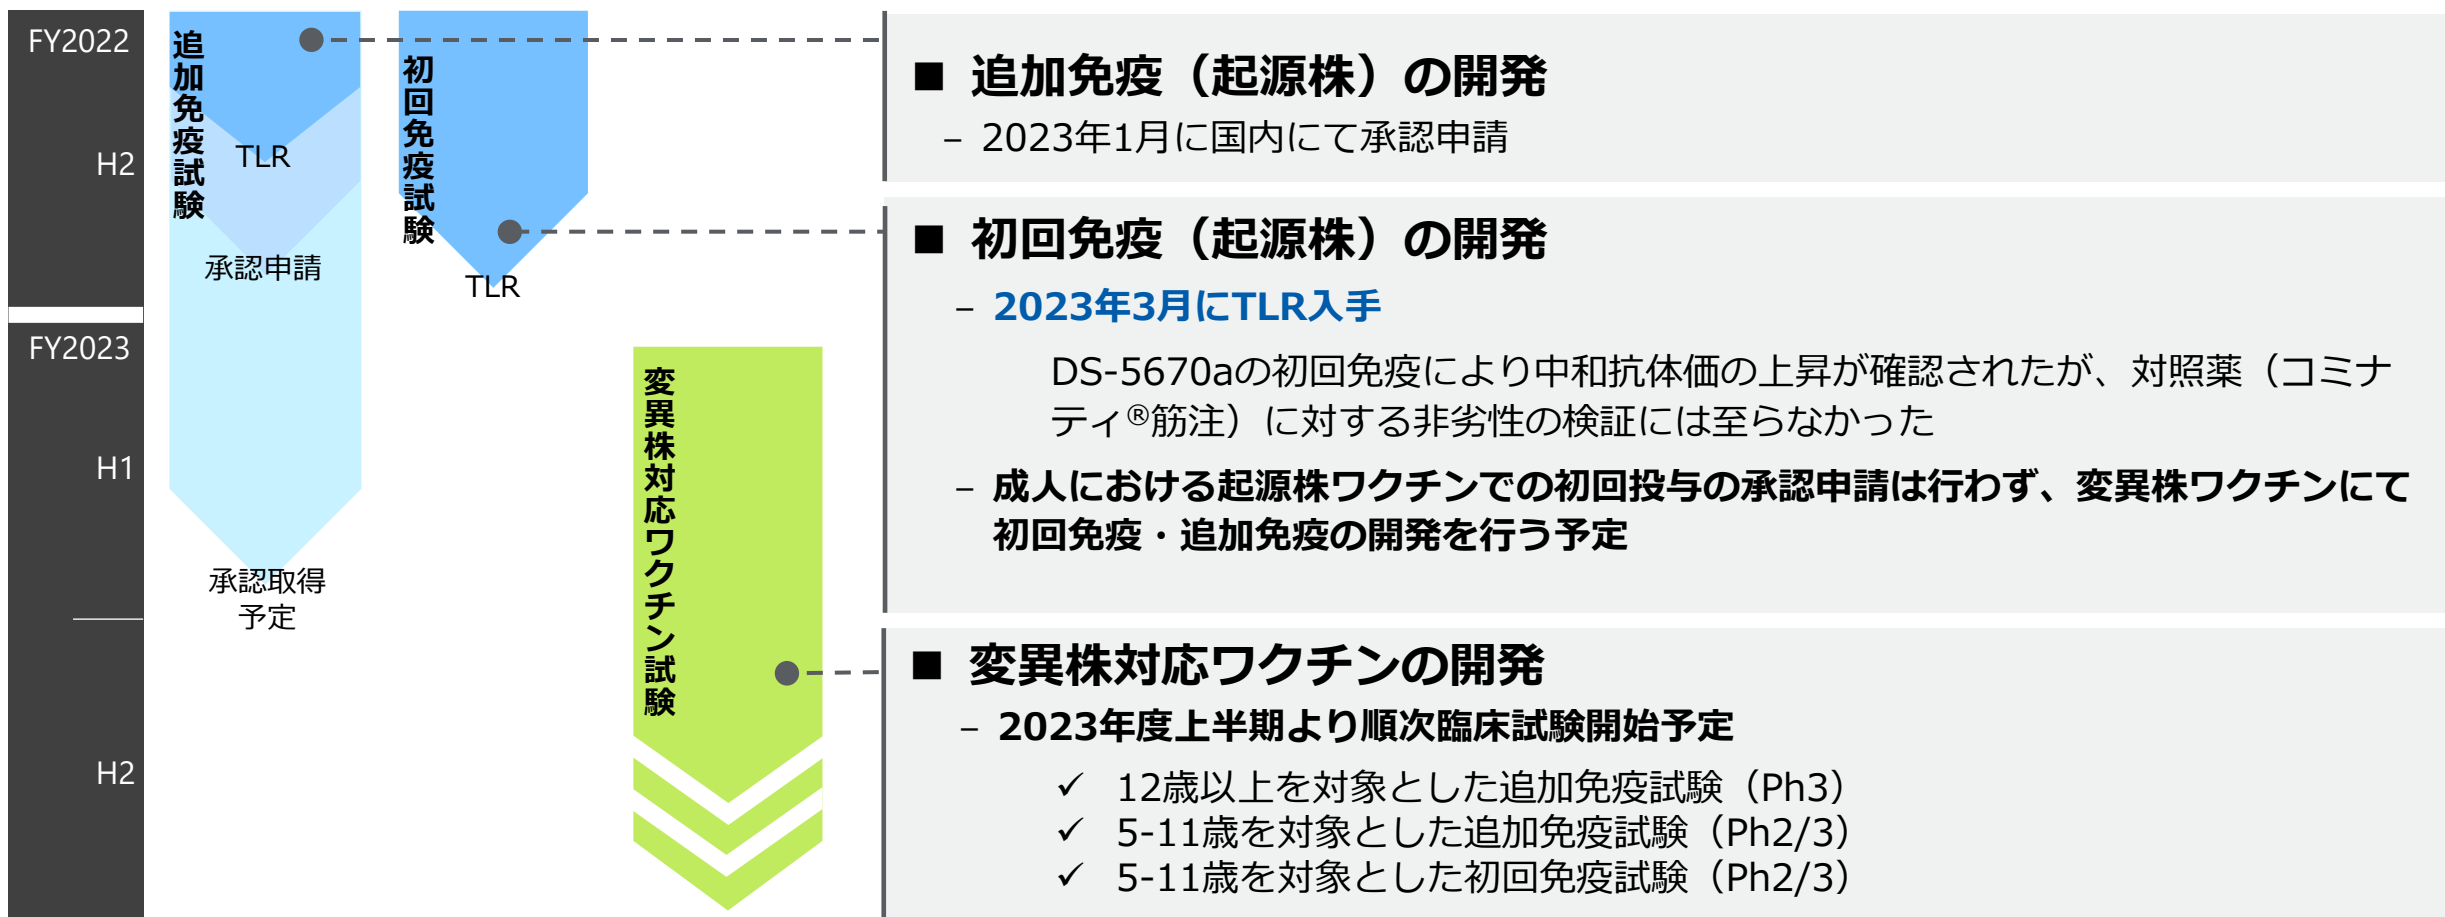 FY2022
H2
FY2023
H1
H2
追加免疫試験
TLR
承認申請
承認取得
予定
初回免疫試験
TLR
変異株対応ワクチン試験
■ 追加免疫（起源株）の開発
– 2023年1月に国内にて承認申請
■ 初回免疫（起源株）の開発
– 2023年3月にTLR入手
DS-5670aの初回免疫により中和抗体価の上昇が確認されたが、対照薬（コミナ
ティ®筋注）に対する非劣性の検証には至らなかった
– 成人における起源株ワクチンでの初回投与の承認申請は行わず、変異株ワクチンにて
初回免疫・追加免疫の開発を行う予定
■ 変異株対応ワクチンの開発
– 2023年度上半期より順次臨床試験開始予定
✓ 12歳以上を対象とした追加免疫試験（Ph3）
✓ 5-11歳を対象とした追加免疫試験（Ph2/3）
✓ 5-11歳を対象とした初回免疫試験（Ph2/3）